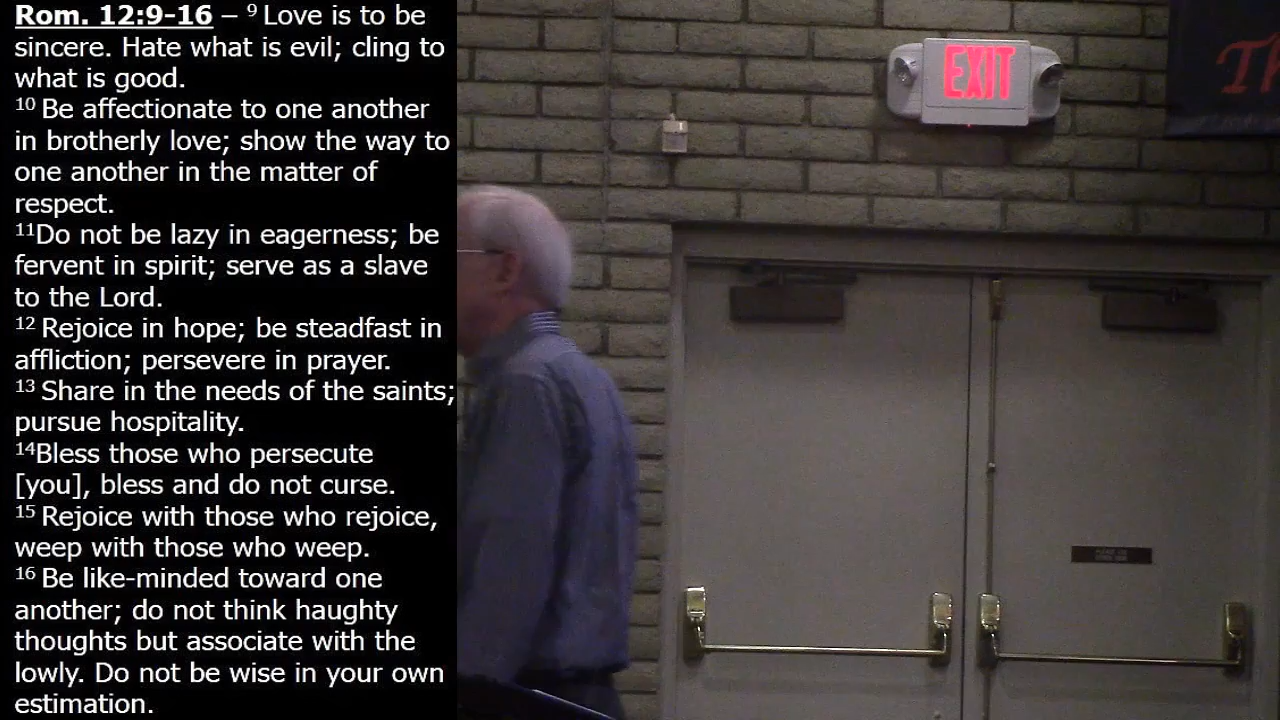 Rom. 12:9-16 – ⁹ Love is to be
sincere. Hate what is evil; cling to
what is good.
¹⁰ Be affectionate to one another
in brotherly love; show the way to
one another in the matter of
respect.
¹¹Do not be lazy in eagerness; be
fervent in spirit; serve as a slave
to the Lord.
¹² Rejoice in hope; be steadfast in
affliction; persevere in prayer.
¹³ Share in the needs of the saints;
pursue hospitality.
¹⁴Bless those who persecute
[you], bless and do not curse.
¹⁵ Rejoice with those who rejoice,
weep with those who weep.
¹⁶ Be like-minded toward one
another; do not think haughty
thoughts but associate with the
lowly. Do not be wise in your own
estimation.
EXIT